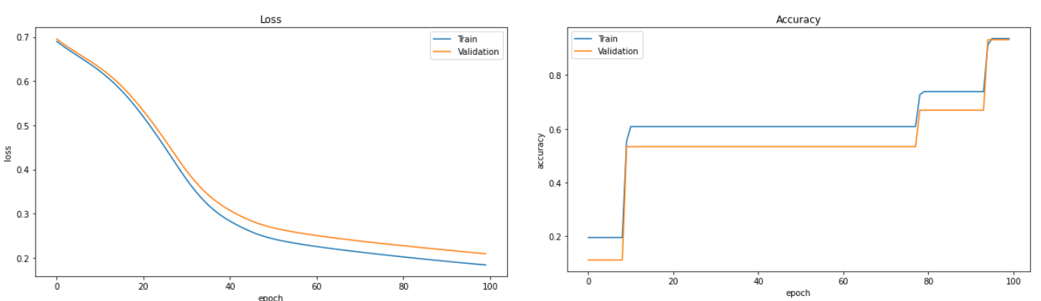 Loss
Train
Validation
0.7
0.6
0.5
0.4
0.3
0.2
loss
0 20 40 60 80 100
epoch
Accuracy
Train
Validation
0.8
0.6
0.4
0.2
accuracy
0 20 40 60 80 100
epoch